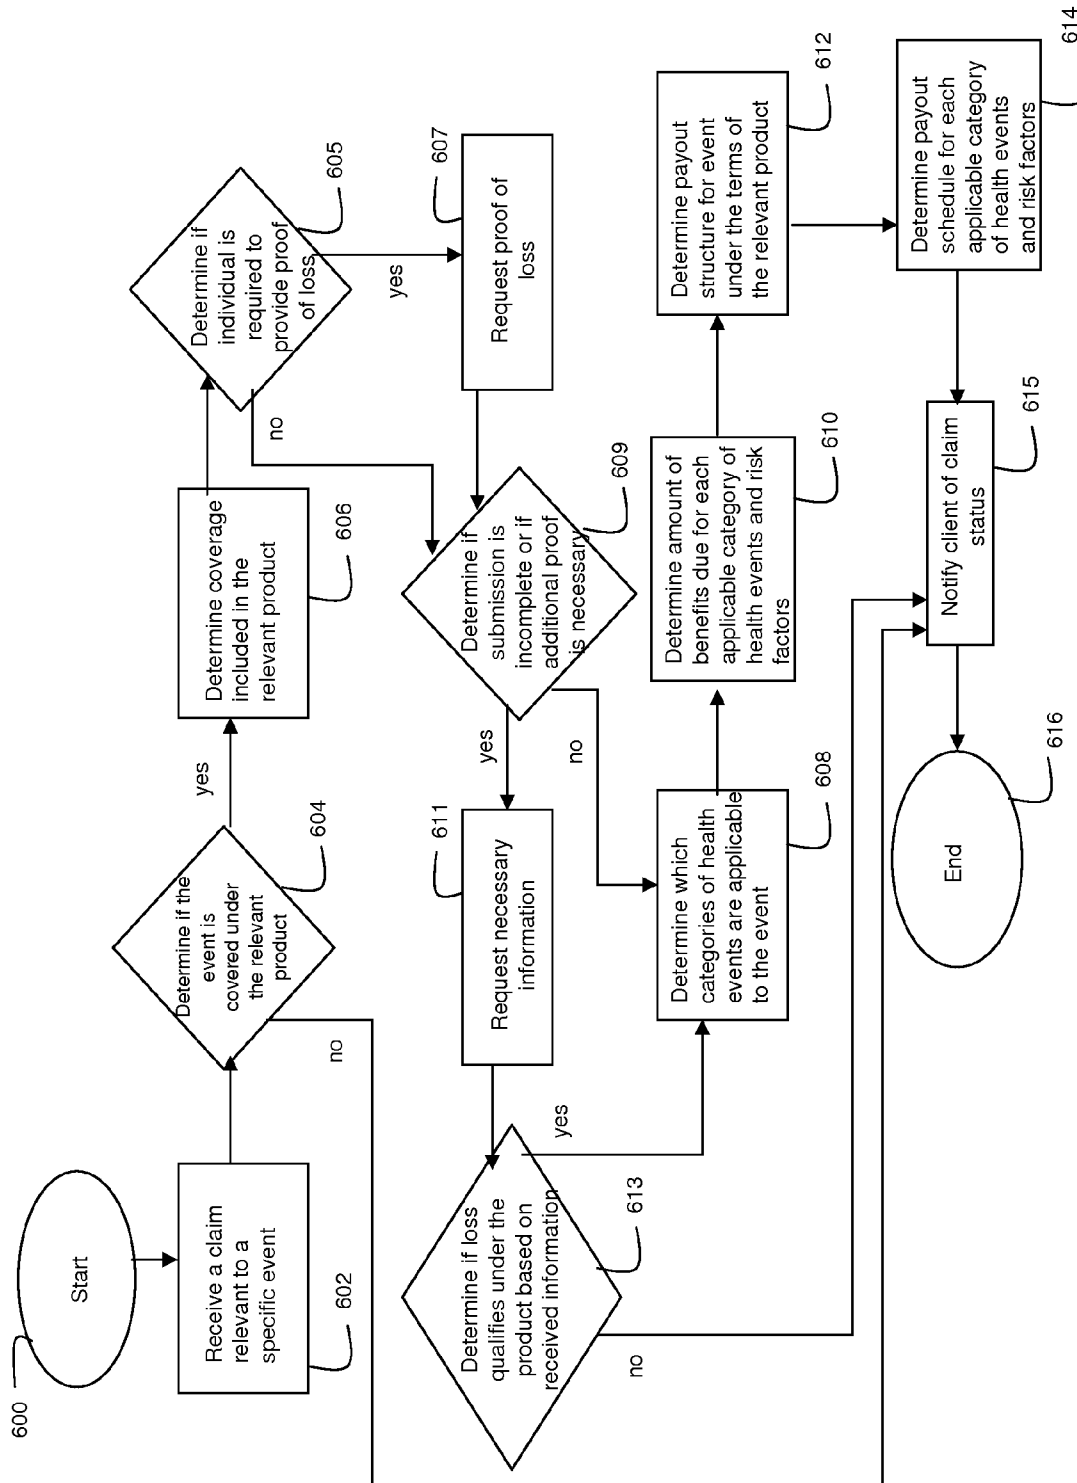 600
Start
Receive a claim
relevant to a
specific event
602
Determine if the
event is
covered under
the relevant
product
604
yes
no
Determine coverage
included in the
relevant product
606
Determine if
individual is
required to
provide proof
of loss
605
no
yes
Request proof of
loss
607
Determine if
submission is
incomplete or if
additional proof
is necessary
609
yes
no
Request necessary
information
611
Determine if loss
qualifies under the
product based on
received information
613
yes
no
Determine which
categories of health
events are applicable
to the event
608
Determine amount of
benefits due for each
applicable category of
health events and risk
factors
610
Determine payout
structure for event
under the terms of
the relevant product
612
Determine payout
schedule for each
applicable category
of health events
and risk factors
614
Notify client of claim
status
615
End
616